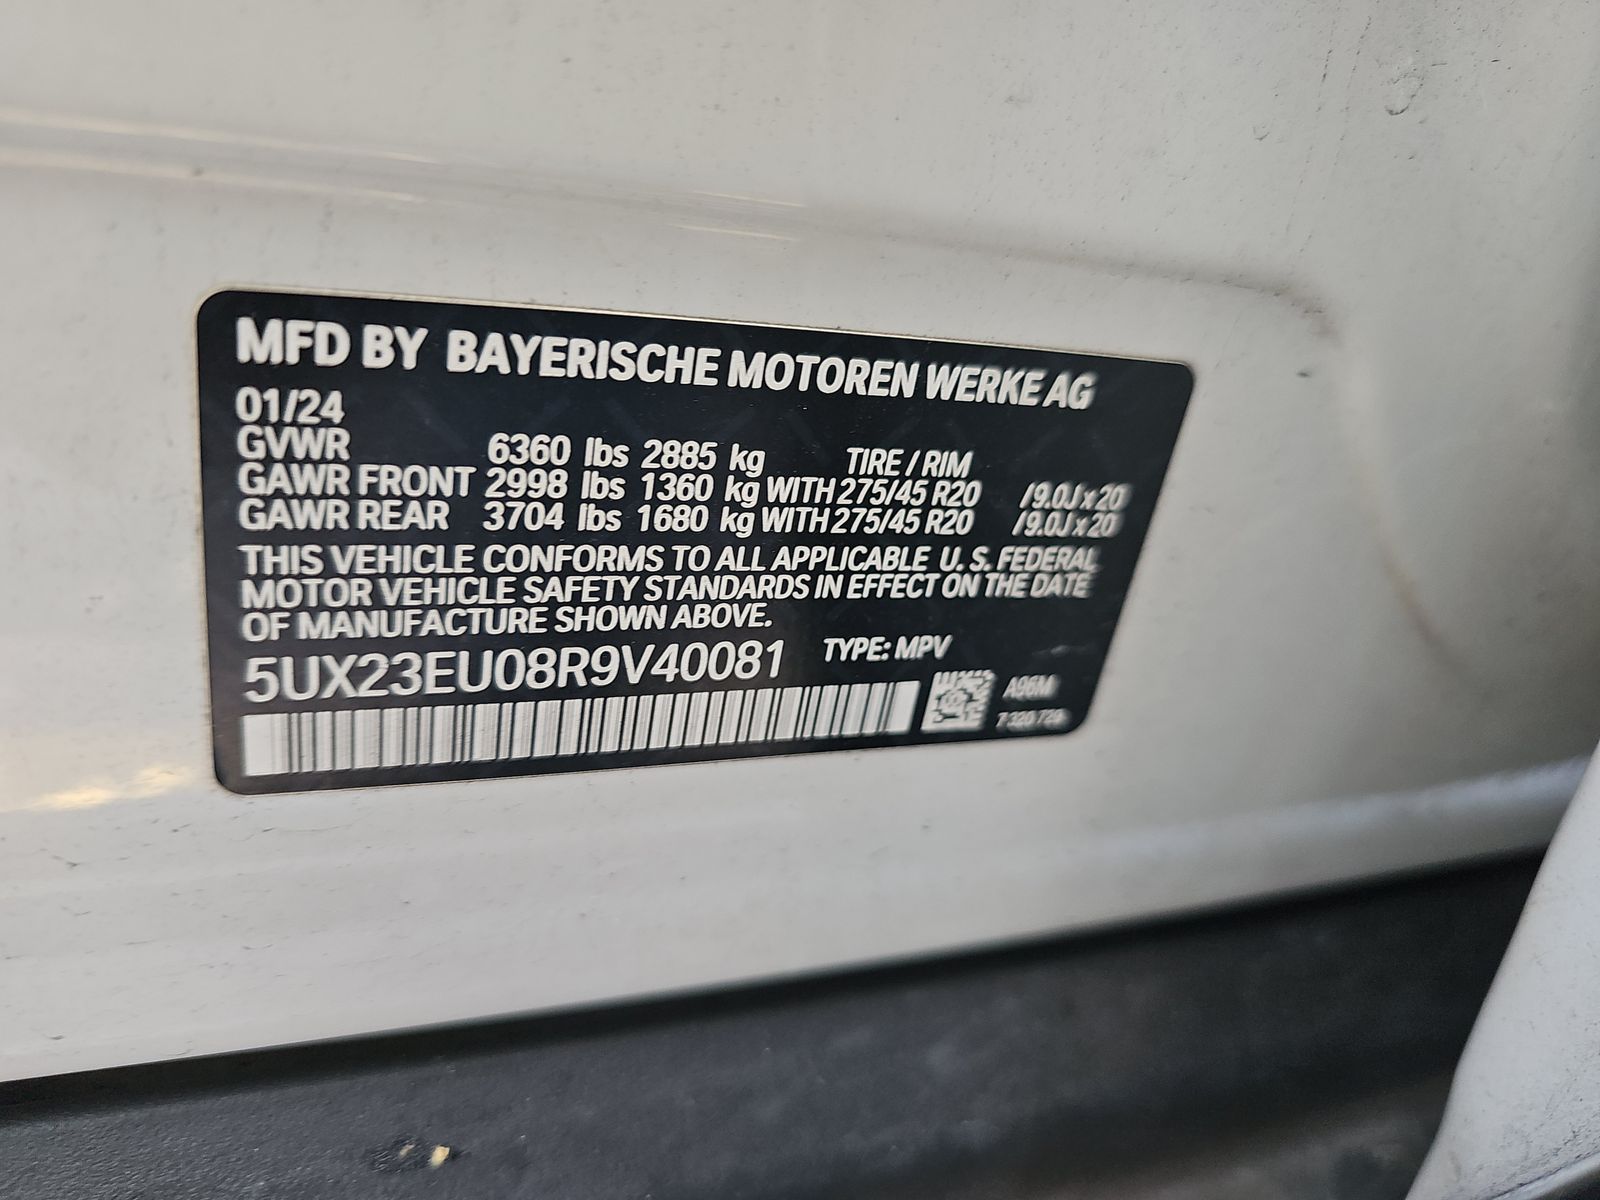 MFD BY BAYERISCHE MOTOREN WERKE AG
01/24
GVWR 6360 lbs 2885 kg TIRE / RIM
GAWR FRONT 2998 lbs 1360 kg WITH 275/45 R20 /9.0J x 20
GAWR REAR 3704 lbs 1680 kg WITH 275/45 R20 /9.0J x 20
THIS VEHICLE CONFORMS TO ALL APPLICABLE U.S. FEDERAL
MOTOR VEHICLE SAFETY STANDARDS IN EFFECT ON THE DATE
OF MANUFACTURE SHOWN ABOVE.
5UX23EU08R9V40081 TYPE: MPV
A96M